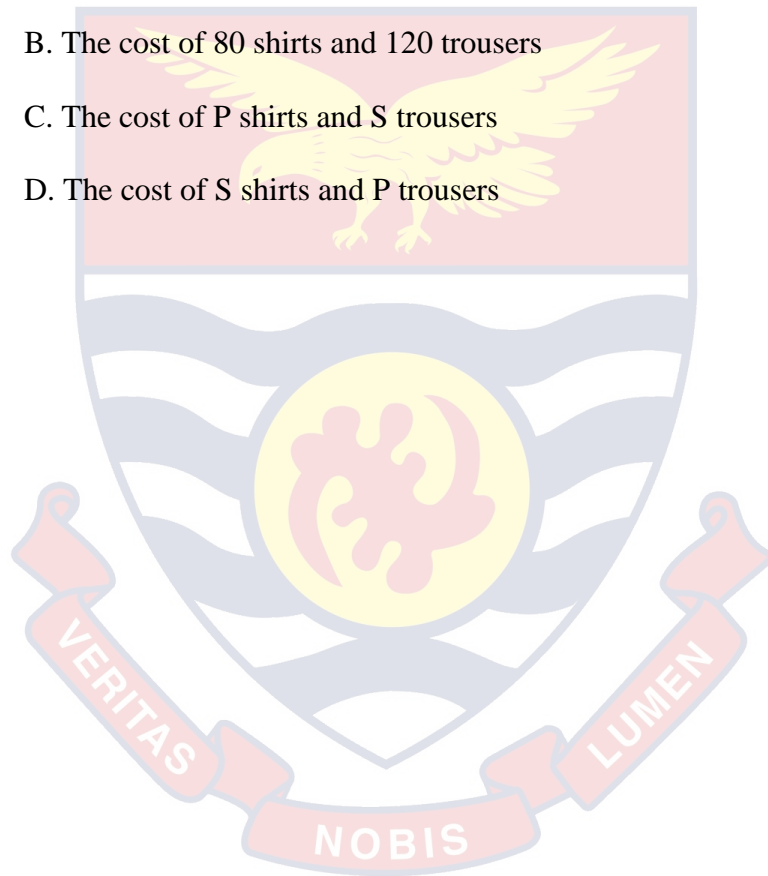 B. The cost of 80 shirts and 120 trousers
C. The cost of P shirts and S trousers
D. The cost of S shirts and P trousers
VERITAS
NOBIS
LUMEN